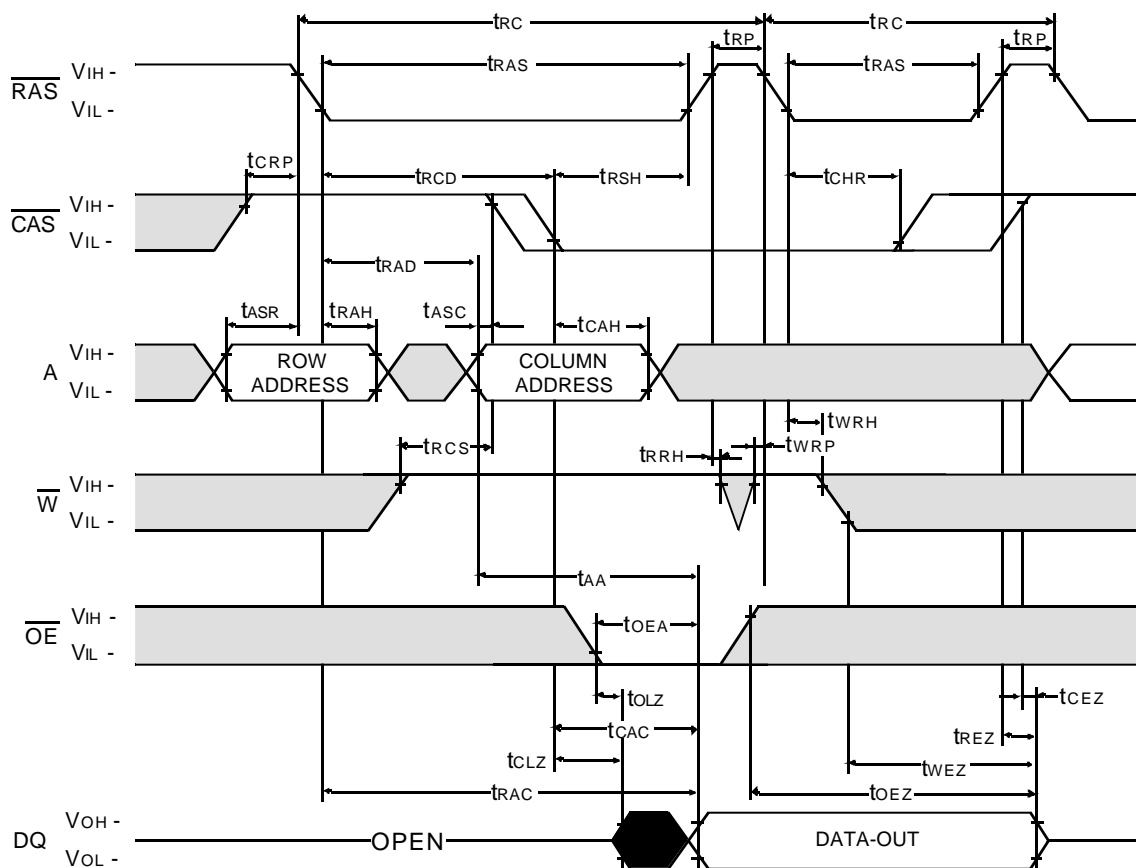 tRC tRC
tRP tRP
tRAS tRAS
VIH -
RAS
VIL -
tCRP
tRCD tRSH tCHR
VIH -
CAS
VIL -
tRAD
tASR tRAH tASC tCAH
VIH -
A
VIL -
ROW
ADDRESS
COLUMN
ADDRESS
tWRH
tRCS tRRH tWRP
VIH -
W
VIL -
tAA
VIH -
OE
VIL -
tOEA
tOLZ tCEZ
tCAC tREZ
tCLZ tWEZ
tRAC tOEZ
VOH -
DQ
VOL -
OPEN
DATA-OUT